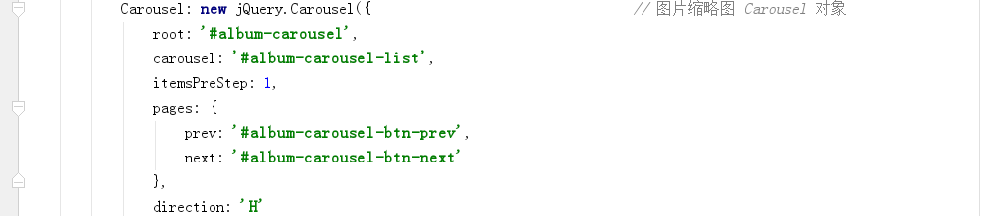 Carousel: new jQuery.Carousel({ // 图片缩略图 Carousel 对象
root: '#album-carousel',
carousel: '#album-carousel-list',
itemsPreStep: 1,
pages: {
prev: '#album-carousel-btn-prev',
next: '#album-carousel-btn-next'
},
direction: 'H'